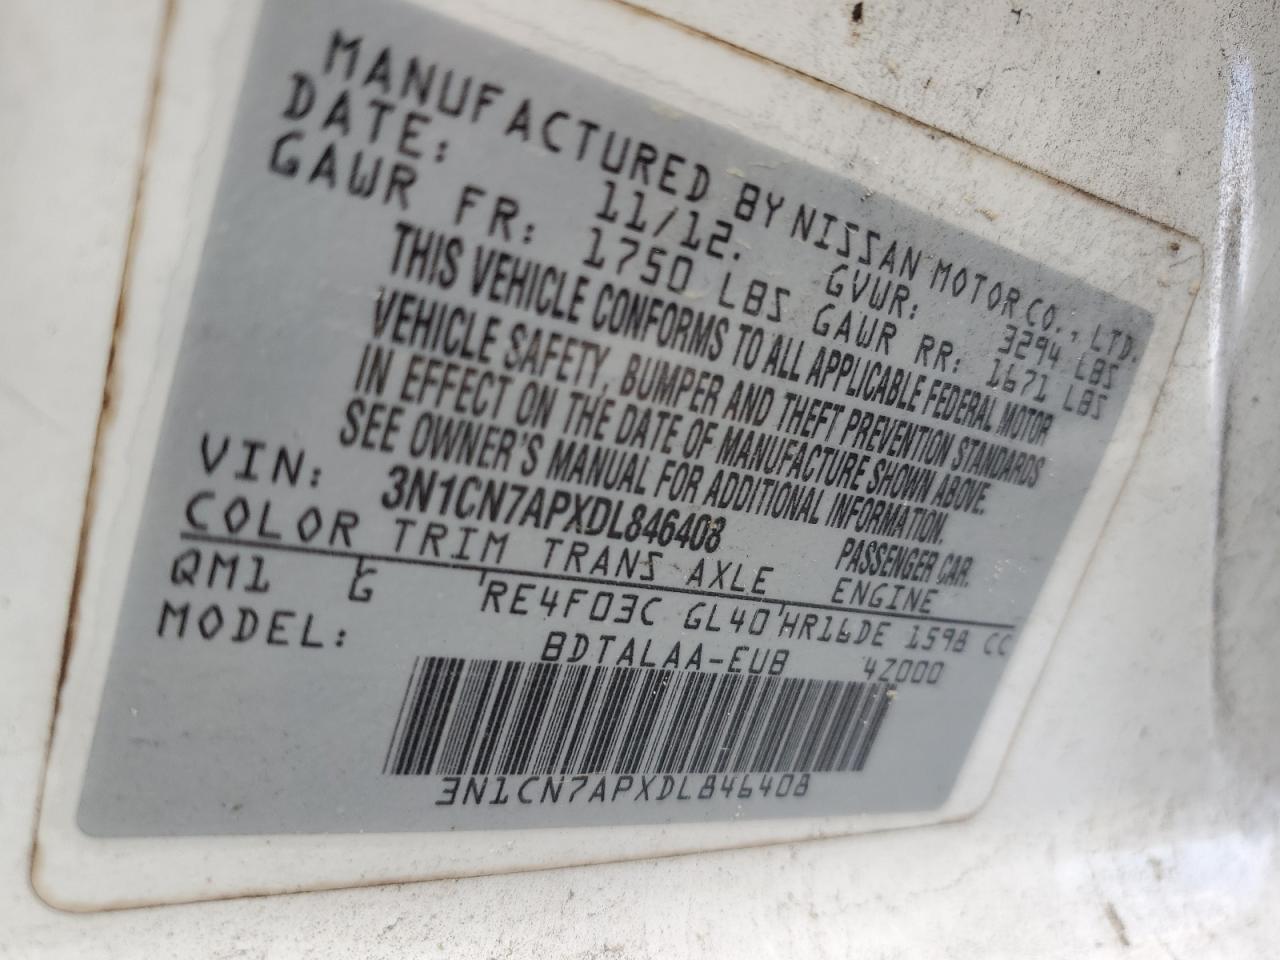 MANUFACTURED BY NISSAN MOTOR CO., LTD.
DATE: 11/12. GVWR: 3294 LBS
GAWR FR: 1750 LBS GAWR RR: 1671 LBS
THIS VEHICLE CONFORMS TO ALL APPLICABLE FEDERAL MOTOR
VEHICLE SAFETY, BUMPER AND THEFT PREVENTION STANDARDS
IN EFFECT ON THE DATE OF MANUFACTURE SHOWN ABOVE.
SEE OWNER'S MANUAL FOR ADDITIONAL INFORMATION.
VIN: 3N1CN7APXDL846408 PASSENGER CAR.
COLOR TRIM TRANS AXLE ENGINE
QM1 G RE4F03C GL40 HR16DE 1598 CC
MODEL: BDTALAA-EUB 4Z000
3N1CN7APXDL846408